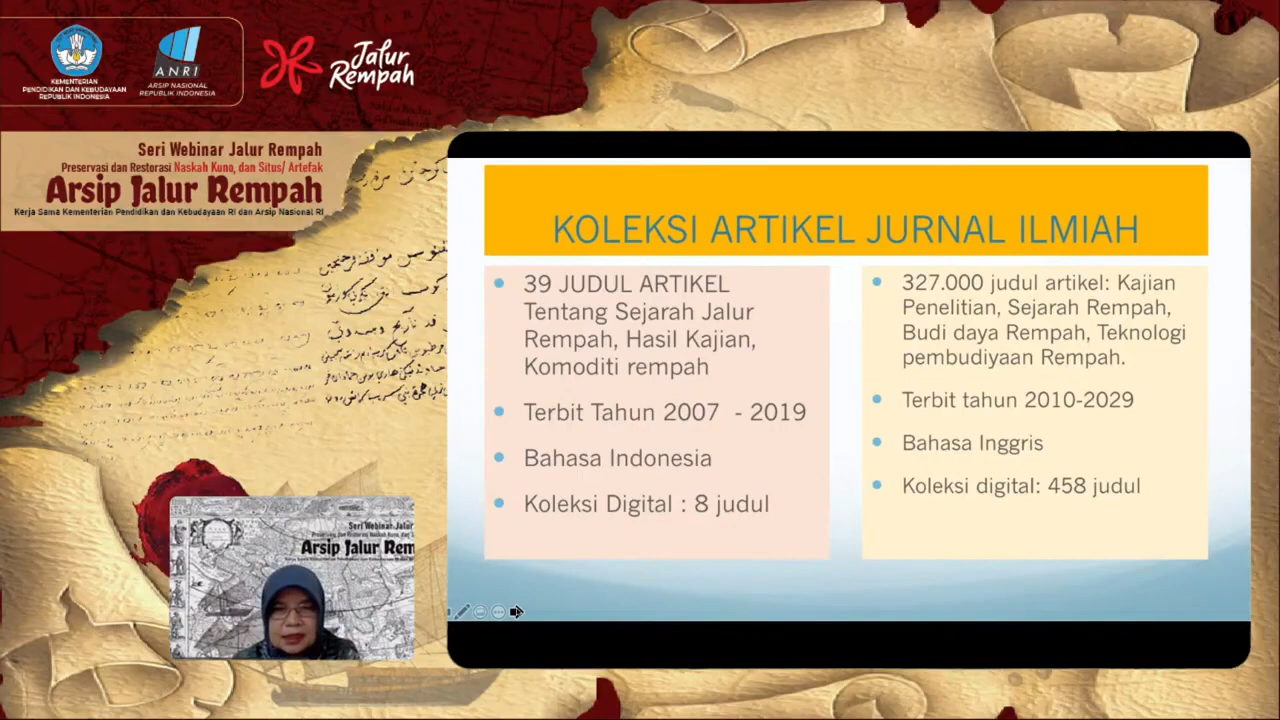 KEMENTERIAN
PENDIDIKAN DAN KEBUDAYAAN
REPUBLIK INDONESIA
ANRI
ARSIP NASIONAL
REPUBLIK INDONESIA
Jalur
Rempah
Seri Webinar Jalur Rempah
Preservasi dan Restorasi Naskah Kuno, dan Situs/ Artefak
Arsip Jalur Rempah
Kerja Sama Kementerian Pendidikan dan Kebudayaan RI dan Arsip Nasional RI
KOLEKSI ARTIKEL JURNAL ILMIAH
39 JUDUL ARTIKEL
Tentang Sejarah Jalur
Rempah, Hasil Kajian,
Komoditi rempah
Terbit Tahun 2007 - 2019
Bahasa Indonesia
Koleksi Digital : 8 judul
327.000 judul artikel: Kajian
Penelitian, Sejarah Rempah,
Budi daya Rempah, Teknologi
pembudiyaan Rempah.
Terbit tahun 2010-2029
Bahasa Inggris
Koleksi digital: 458 judul
Seri Webinar Jalur
Arsip Jalur Rem